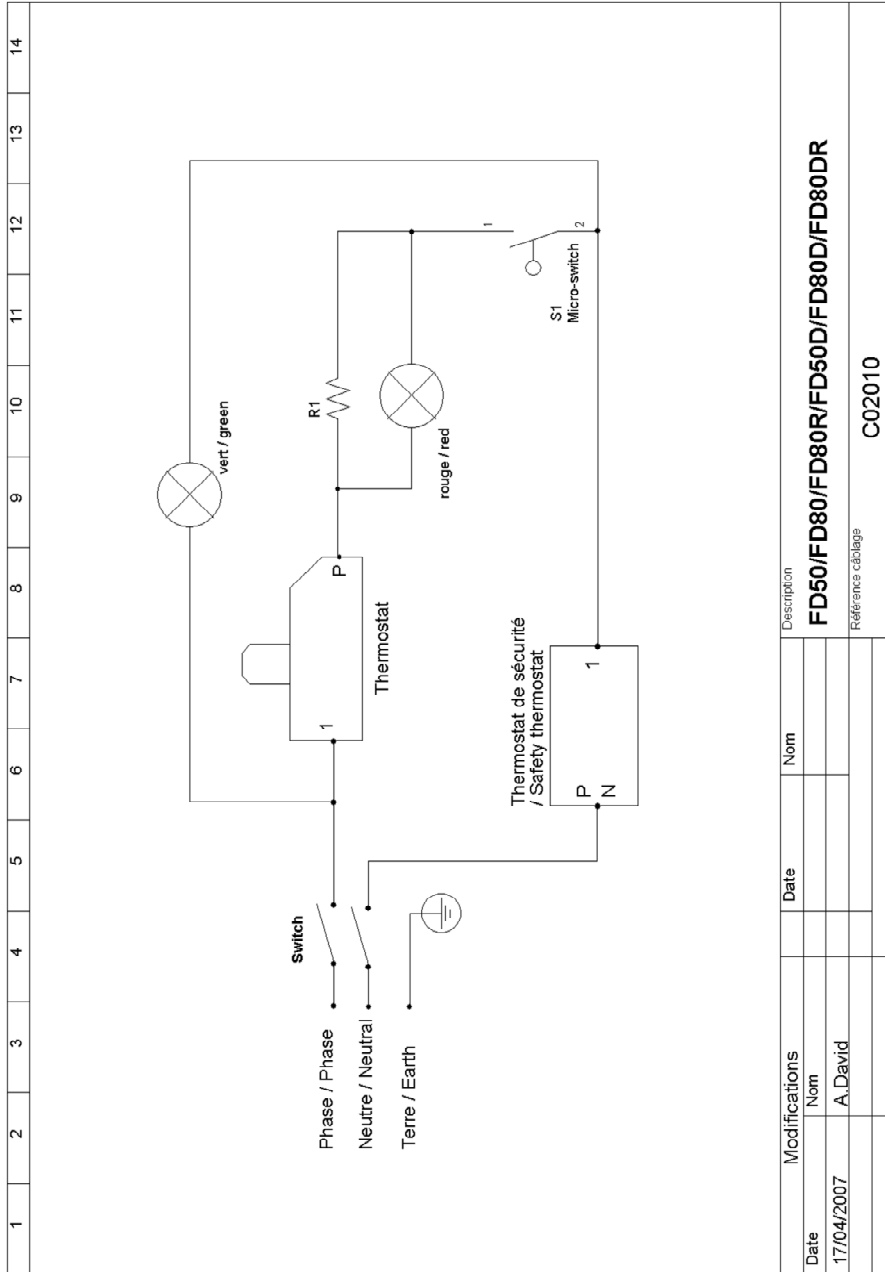 1 2 3 4 5 6 7 8 9 10 11 12 13 14
vert / green
R1
rouge / red
1
P
Thermostat
Switch
Phase / Phase
Neutre / Neutral
Terre / Earth
1
2
S1
Micro-switch
Thermostat de sécurité
/ Safety thermostat
P
N
1
Modifications
Date
Nom
Date
Nom
17/04/2007
A.David
Description
FD50/FD80/FD80R/FD50D/FD80D/FD80DR
Référence câblage
C02010